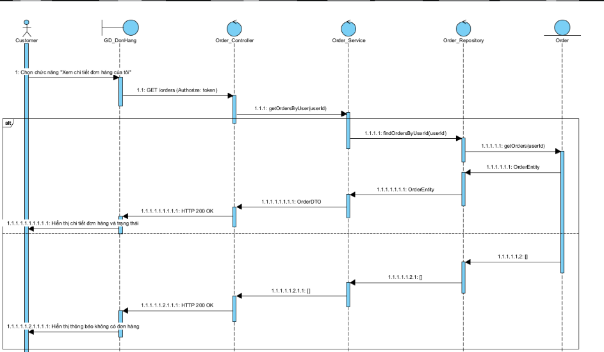 Customer
GD_DonHang
Order_Controller
Order_Service
Order_Repository
Order
1: Chọn chức năng "Xem chi tiết đơn hàng của tôi"
1.1: GET /orders (Authorize: token)
1.1.1: getOrdersByUser(userId)
alt
1.1.1.1: findOrdersByUserId(userId)
1.1.1.1.1: getOrders(userId)
1.1.1.1.1.1: OrderEntity
1.1.1.1.1.1.1: OrderEntity
1.1.1.1.1.1.1.1: OrderDTO
1.1.1.1.1.1.1.1.1: HTTP 200 OK
1.1.1.1.1.1.1.1.1.1: Hiển thị chi tiết đơn hàng và trạng thái
1.1.1.1.1.2: []
1.1.1.1.1.2.1: []
1.1.1.1.1.2.1.1: []
1.1.1.1.1.2.1.1.1: HTTP 200 OK
1.1.1.1.1.2.1.1.1.1: Hiển thị thông báo không có đơn hàng